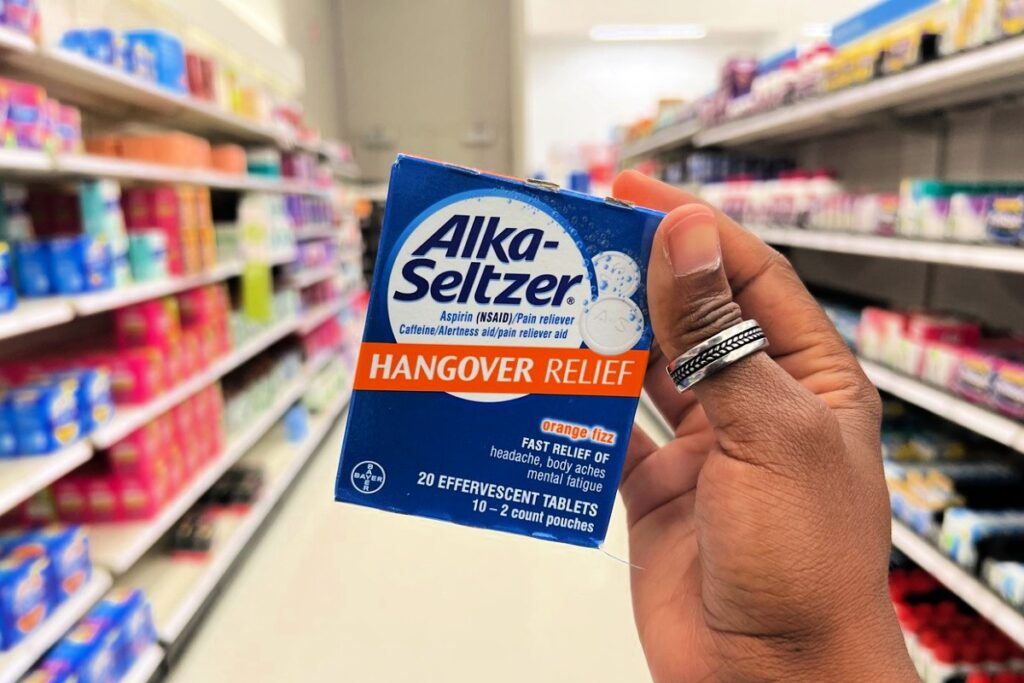 Alka-
Seltzer®
Aspirin (NSAID)/Pain reliever
Caffeine/Alertness aid/pain reliever aid
A-S
HANGOVER RELIEF
orange fizz
FAST RELIEF OF
headache, body aches
mental fatigue
20 EFFERVESCENT TABLETS
10 – 2 count pouches
BAYER
BAYER